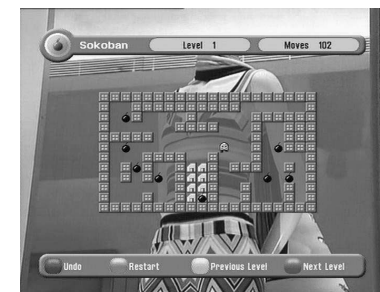 Sokoban Level 1 Moves 102
Undo Restart Previous Level Next Level